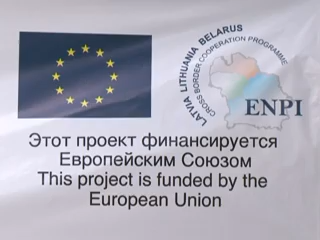 LATVIA LITHUANIA BELARUS
CROSS BORDER COOPERATION PROGRAMME
ENPI
Этот проект финансируется
Европейским Союзом
This project is funded by the
European Union